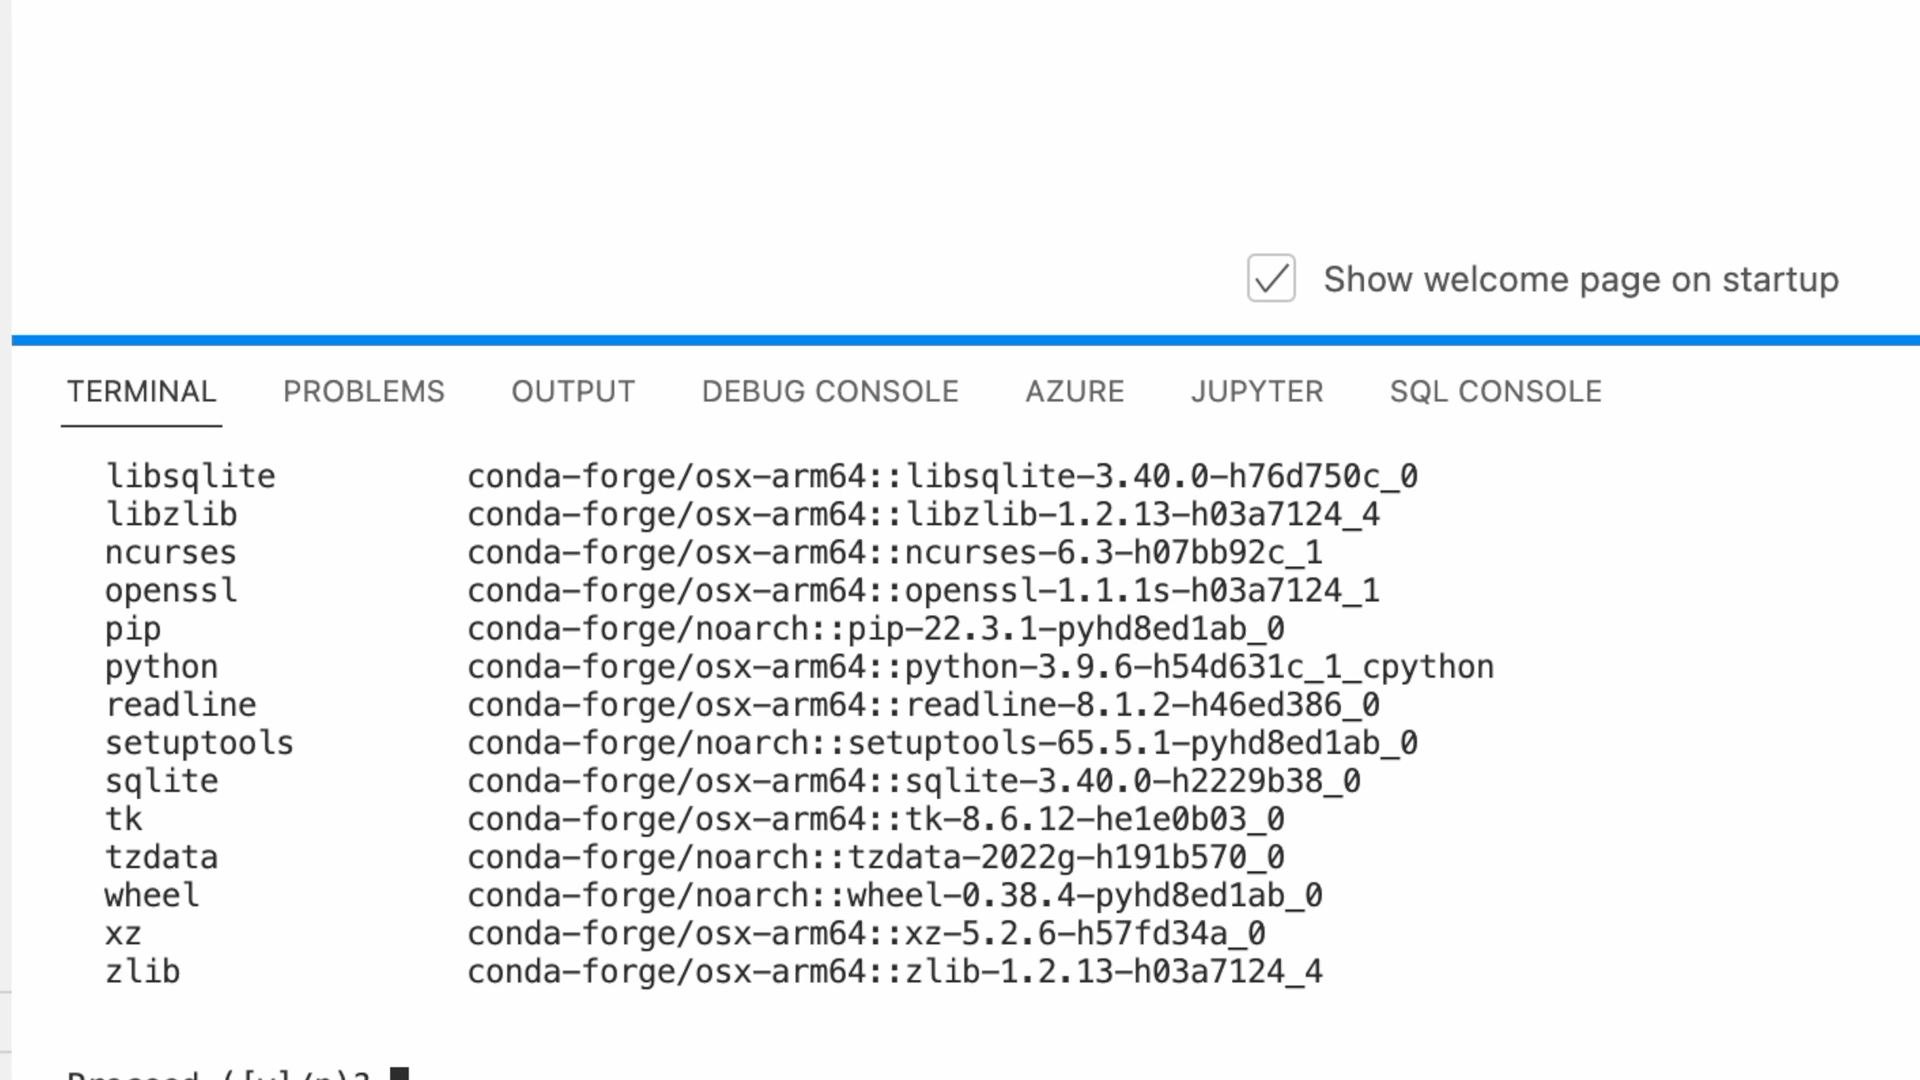 Show welcome page on startup
TERMINAL PROBLEMS OUTPUT DEBUG CONSOLE AZURE JUPYTER SQL CONSOLE
libsqlite conda-forge/osx-arm64::libsqlite-3.40.0-h76d750c_0
libzlib conda-forge/osx-arm64::libzlib-1.2.13-h03a7124_4
ncurses conda-forge/osx-arm64::ncurses-6.3-h07bb92c_1
openssl conda-forge/osx-arm64::openssl-1.1.1s-h03a7124_1
pip conda-forge/noarch::pip-22.3.1-pyhd8ed1ab_0
python conda-forge/osx-arm64::python-3.9.6-h54d631c_1_cpython
readline conda-forge/osx-arm64::readline-8.1.2-h46ed386_0
setuptools conda-forge/noarch::setuptools-65.5.1-pyhd8ed1ab_0
sqlite conda-forge/osx-arm64::sqlite-3.40.0-h2229b38_0
tk conda-forge/osx-arm64::tk-8.6.12-he1e0b03_0
tzdata conda-forge/noarch::tzdata-2022g-h191b570_0
wheel conda-forge/noarch::wheel-0.38.4-pyhd8ed1ab_0
xz conda-forge/osx-arm64::xz-5.2.6-h57fd34a_0
zlib conda-forge/osx-arm64::zlib-1.2.13-h03a7124_4
Proceed ([y]/n)?